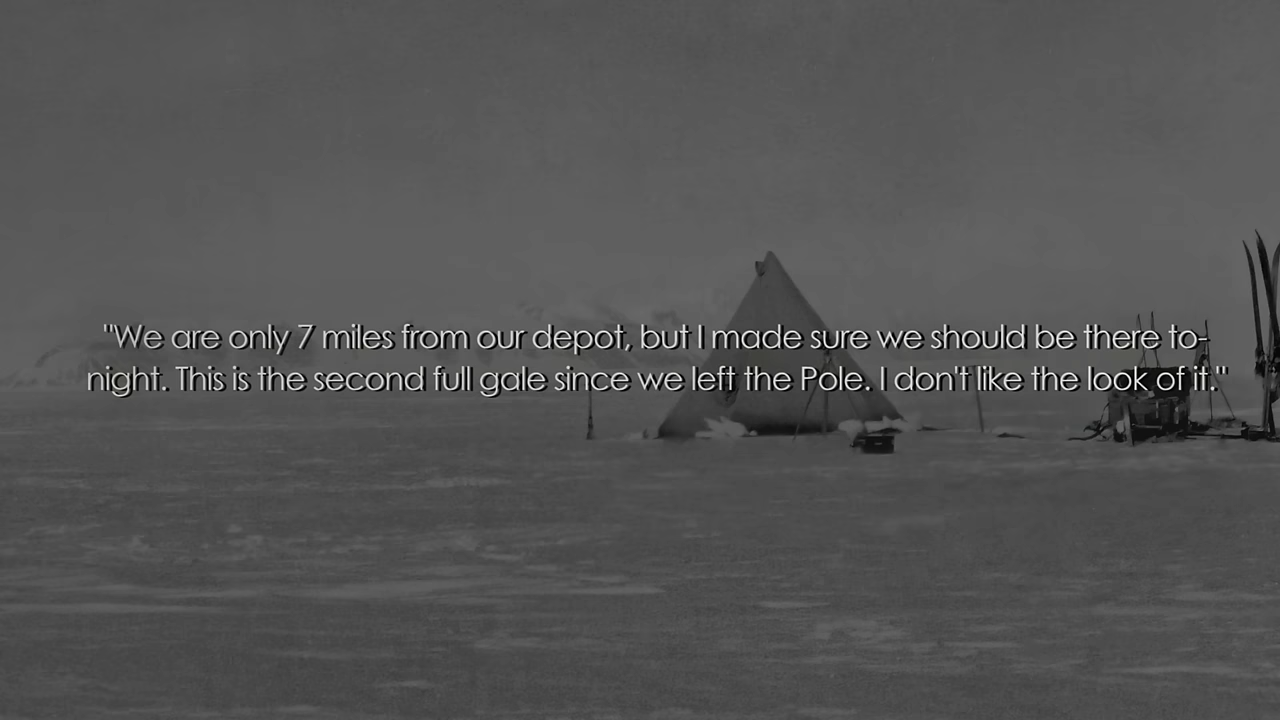 "We are only 7 miles from our depot, but I made sure we should be there to-
night. This is the second full gale since we left the Pole. I don't like the look of it."